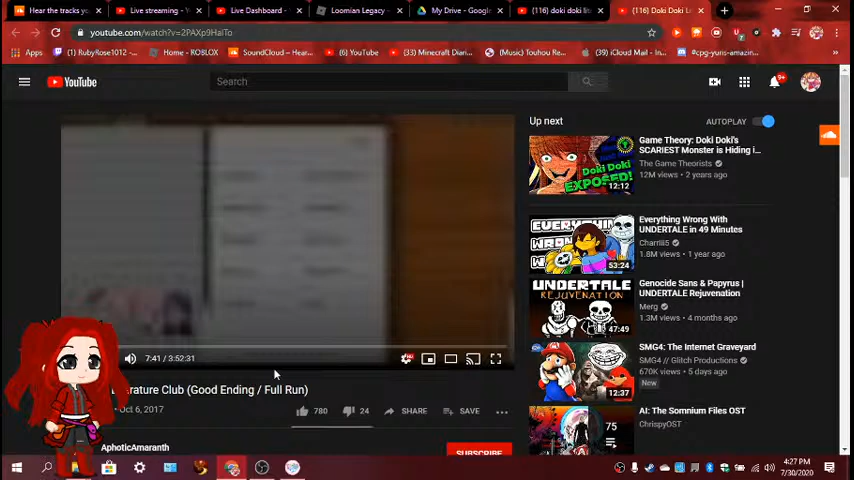 Hear the tracks yo
Live streaming - Yo
Live Dashboard -
Loomian Legacy -
My Drive - Google
(116) doki doki lit
(116) Doki Doki L
youtube.com/watch?v=2PAXp9HaiTo
Apps
(1) RubyRose1012 -
Home - ROBLOX
SoundCloud – Hear t...
(6) YouTube
(33) Minecraft Diari...
(Music) Touhou Re...
(39) iCloud Mail - In...
#cpg-yuris-amazin...
YouTube
Search
9+
Up next
AUTOPLAY
Game Theory: Doki Doki's
SCARIEST Monster is Hiding i...
The Game Theorists
12M views • 2 years ago
Doki Doki
EXPOSED!
12:12
EVERYTHING
WRONG
Everything Wrong With
UNDERTALE in 49 Minutes
Charriii5
1.8M views • 1 year ago
53:24
UNDERTALE
REJUVENATION
Genocide Sans & Papyrus |
UNDERTALE Rejuvenation
Merg
1.3M views • 4 months ago
47:49
SMG4: The Internet Graveyard
SMG4 // Glitch Productions
670K views • 5 days ago
New
12:37
AI: The Somnium Files OST
ChrispyOST
75
7:41 / 3:52:31
erature Club (Good Ending / Full Run)
Oct 6, 2017
780
24
SHARE
SAVE
AphoticAmaranth
SUBSCRIBE
4:27 PM
7/30/2020